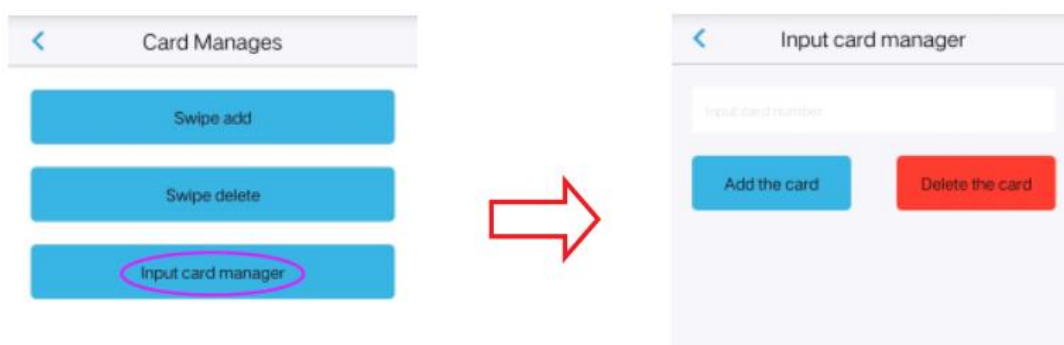 Card Manages
Swipe add
Swipe delete
Input card manager
Input card manager
Input card number
Add the card
Delete the card